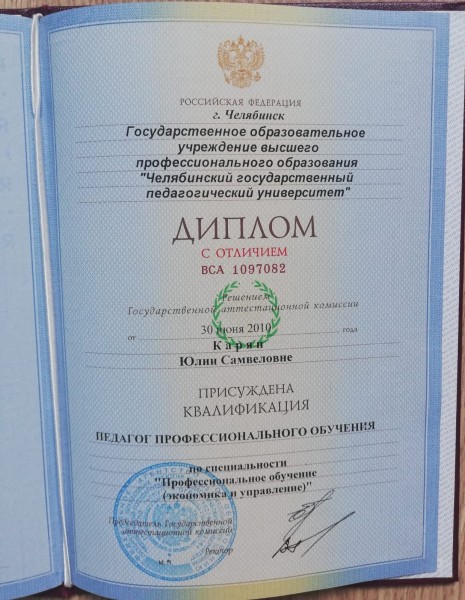 РОССИЙСКАЯ ФЕДЕРАЦИЯ
г. Челябинск
Государственное образовательное
учреждение высшего
профессионального образования
"Челябинский государственный
педагогический университет"
ДИПЛОМ
С ОТЛИЧИЕМ
ВСА 1097082
Решением
Государственной аттестационной комиссии
от 30 июня 2010 года
Карян
Юлии Самвеловне
ПРИСУЖДЕНА
КВАЛИФИКАЦИЯ
ПЕДАГОГ ПРОФЕССИОНАЛЬНОГО ОБУЧЕНИЯ
по специальности
"Профессиональное обучение
(экономика и управление)"
Председатель Государственной
аттестационной комиссии
Ректор
М.П.